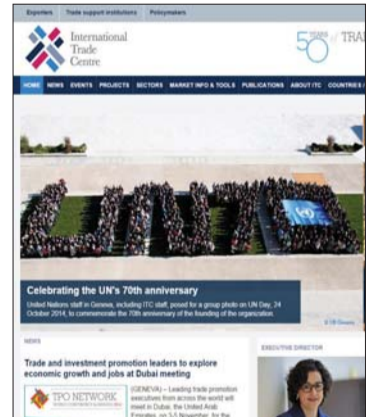 Exporters Trade support institutions Policymakers
International
Trade
Centre
50 YEARS of TRA
HOME NEWS EVENTS PROJECTS SECTORS MARKET INFO & TOOLS PUBLICATIONS ABOUT ITC COUNTRIES /
Celebrating the UN's 70th anniversary
United Nations staff in Geneva, including ITC staff, posed for a group photo on UN Day, 24
October 2014, to commemorate the 70th anniversary of the founding of the organization.
NEWS
EXECUTIVE DIRECTOR
Trade and investment promotion leaders to explore
economic growth and jobs at Dubai meeting
TPO NETWORK
(GENEVA) – Leading trade promotion
executives from across the world will
meet in Dubai, the United Arab
Emirates, on 3-5 November, for the